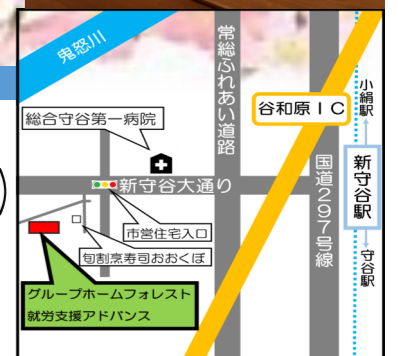 鬼怒川
常総ふれあい道路
小絹駅
谷和原IC
総合守谷第一病院
新守谷駅
新守谷大通り
国道297号線
市営住宅入口
旬割烹寿司おおくぼ
守谷駅
グループホームフォレスト
就労支援アドバンス